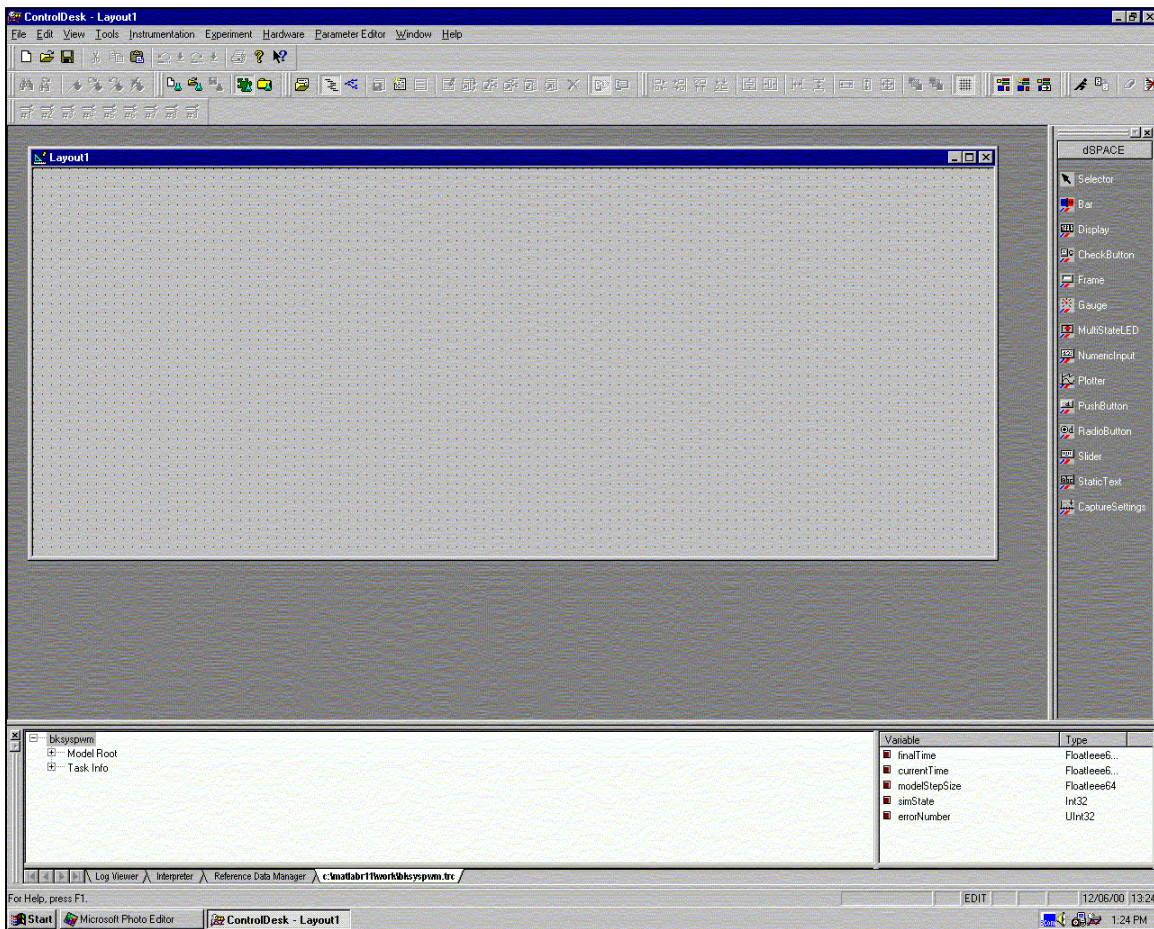 ControlDesk - Layout1
File Edit View Tools Instrumentation Experiment Hardware Parameter Editor Window Help
Layout1
dSPACE
Selector
Bar
Display
CheckButton
Frame
Gauge
MultiStateLED
NumericInput
Plotter
PushButton
RadioButton
Slider
StaticText
CaptureSettings
bksyspwm
Model Root
Task Info
Variable Type
finalTime FloatIeee6...
currentTime FloatIeee6...
modelStepSize FloatIeee64
simState Int32
errorNumber UInt32
Log Viewer Interpreter Reference Data Manager c:\matlabr11\work\bksyspwm.trc
For Help, press F1. EDIT 12/06/00 13:24
Start Microsoft Photo Editor ControlDesk - Layout1 1:24 PM